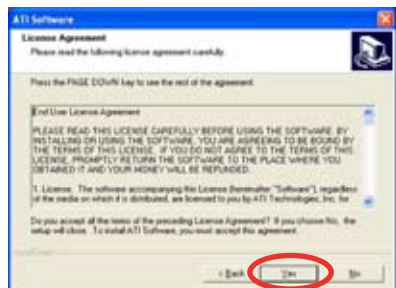 ATI Software
License Agreement
Please read the following license agreement carefully.
Press the PAGE DOWN key to see the rest of the agreement.
End User License Agreement
PLEASE READ THIS LICENSE CAREFULLY BEFORE USING THE SOFTWARE. BY
INSTALLING OR USING THE SOFTWARE, YOU ARE AGREEING TO BE BOUND BY
THE TERMS OF THIS LICENSE. IF YOU DO NOT AGREE TO THE TERMS OF THIS
LICENSE, PROMPTLY RETURN THE SOFTWARE TO THE PLACE WHERE YOU
OBTAINED IT AND YOUR MONEY WILL BE REFUNDED.
1. License. The software accompanying this License (hereinafter "Software"), regardless
of the media on which it is distributed, are licensed to you by ATI Technologies, Inc. for
Do you accept all the terms of the preceding License Agreement? If you choose No, the
setup will close. To install ATI Software, you must accept this agreement.
< Back Yes No